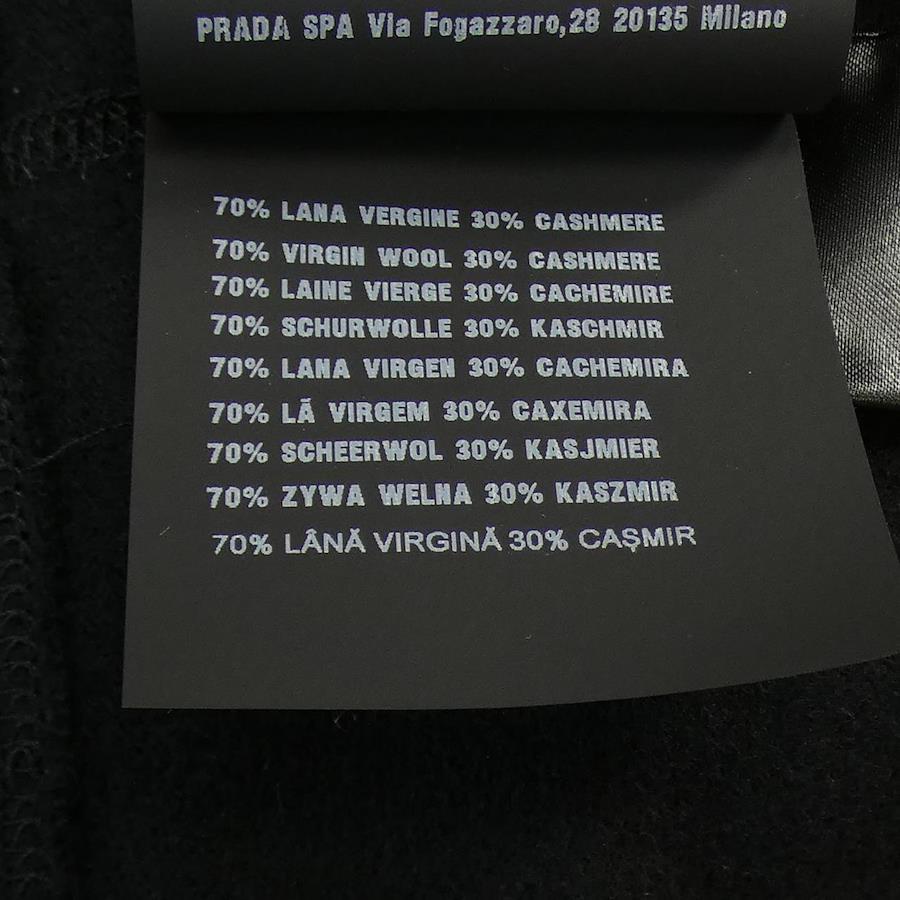 PRADA SPA Via Fogazzaro,28 20135 Milano
70% LANA VERGINE 30% CASHMERE
70% VIRGIN WOOL 30% CASHMERE
70% LAINE VIERGE 30% CACHEMIRE
70% SCHURWOLLE 30% KASCHMIR
70% LANA VIRGEN 30% CACHEMIRA
70% LÃ VIRGEM 30% CAXEMIRA
70% SCHEERWOL 30% KASJMIER
70% ZYWA WELNA 30% KASZMIR
70% LÂNĂ VIRGINĂ 30% CAŞMIR